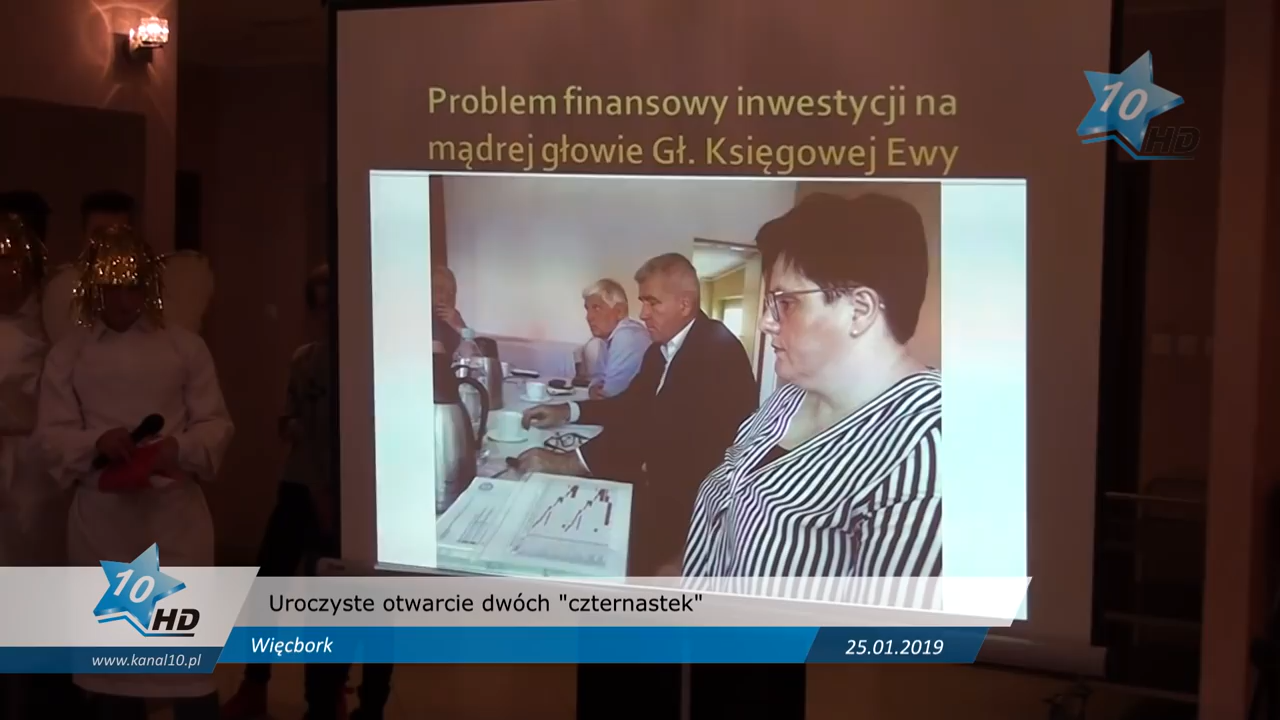 Problem finansowy inwestycji na
mądrej głowie Gł. Księgowej Ewy
10
HD
10
HD
Uroczyste otwarcie dwóch "czternastek"
Więcbork
25.01.2019
www.kanal10.pl